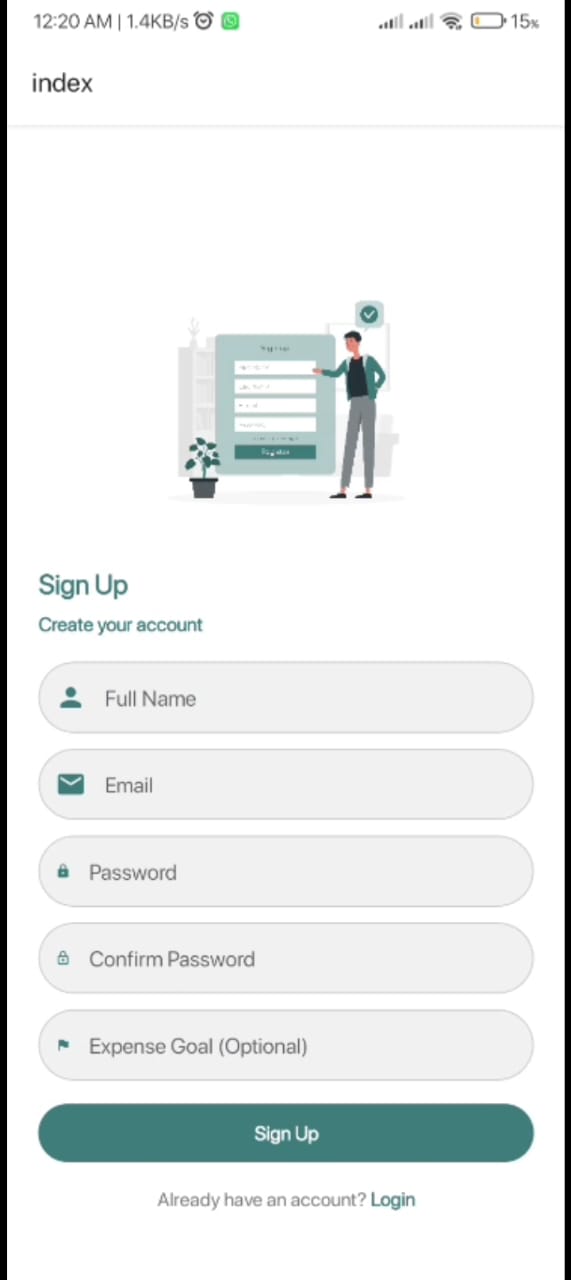 12:20 AM | 1.4KB/s 15%
index
Register
Sign Up
Create your account
Full Name
Email
Password
Confirm Password
Expense Goal (Optional)
Sign Up
Already have an account? Login